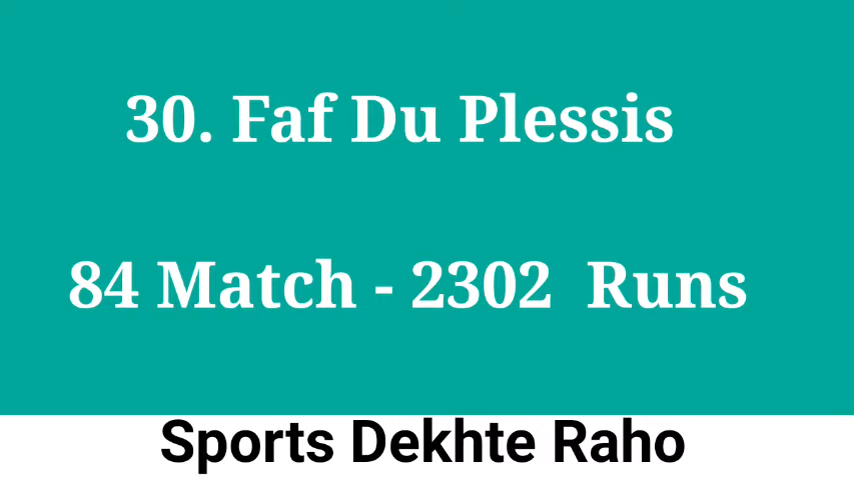 30. Faf Du Plessis
84 Match - 2302 Runs
Sports Dekhte Raho